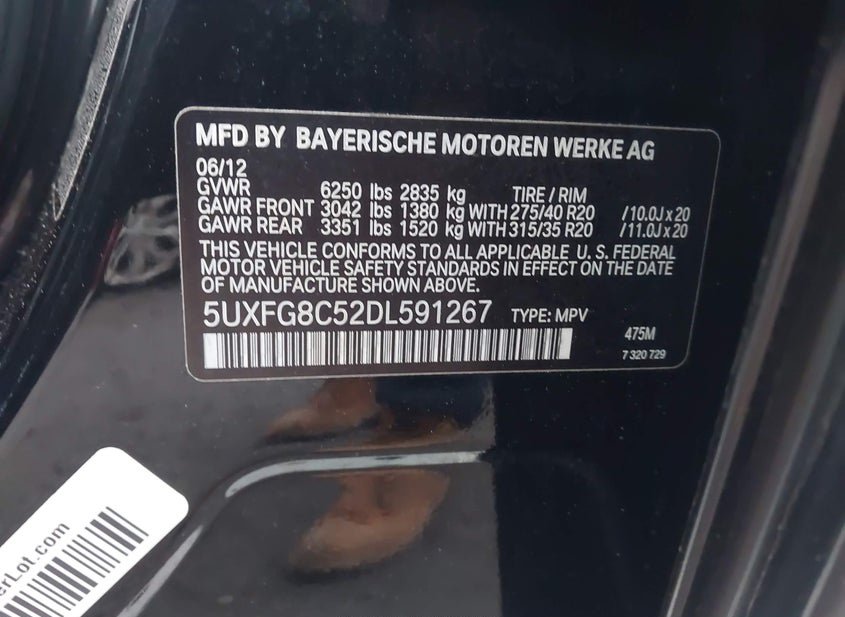 MFD BY BAYERISCHE MOTOREN WERKE AG
06/12
GVWR 6250 lbs 2835 kg TIRE / RIM
GAWR FRONT 3042 lbs 1380 kg WITH 275/40 R20 / 10.0J x 20
GAWR REAR 3351 lbs 1520 kg WITH 315/35 R20 / 11.0J x 20
THIS VEHICLE CONFORMS TO ALL APPLICABLE U. S. FEDERAL
MOTOR VEHICLE SAFETY STANDARDS IN EFFECT ON THE DATE
OF MANUFACTURE SHOWN ABOVE.
5UXFG8C52DL591267 TYPE: MPV
475M
7 320 729
erLot.com